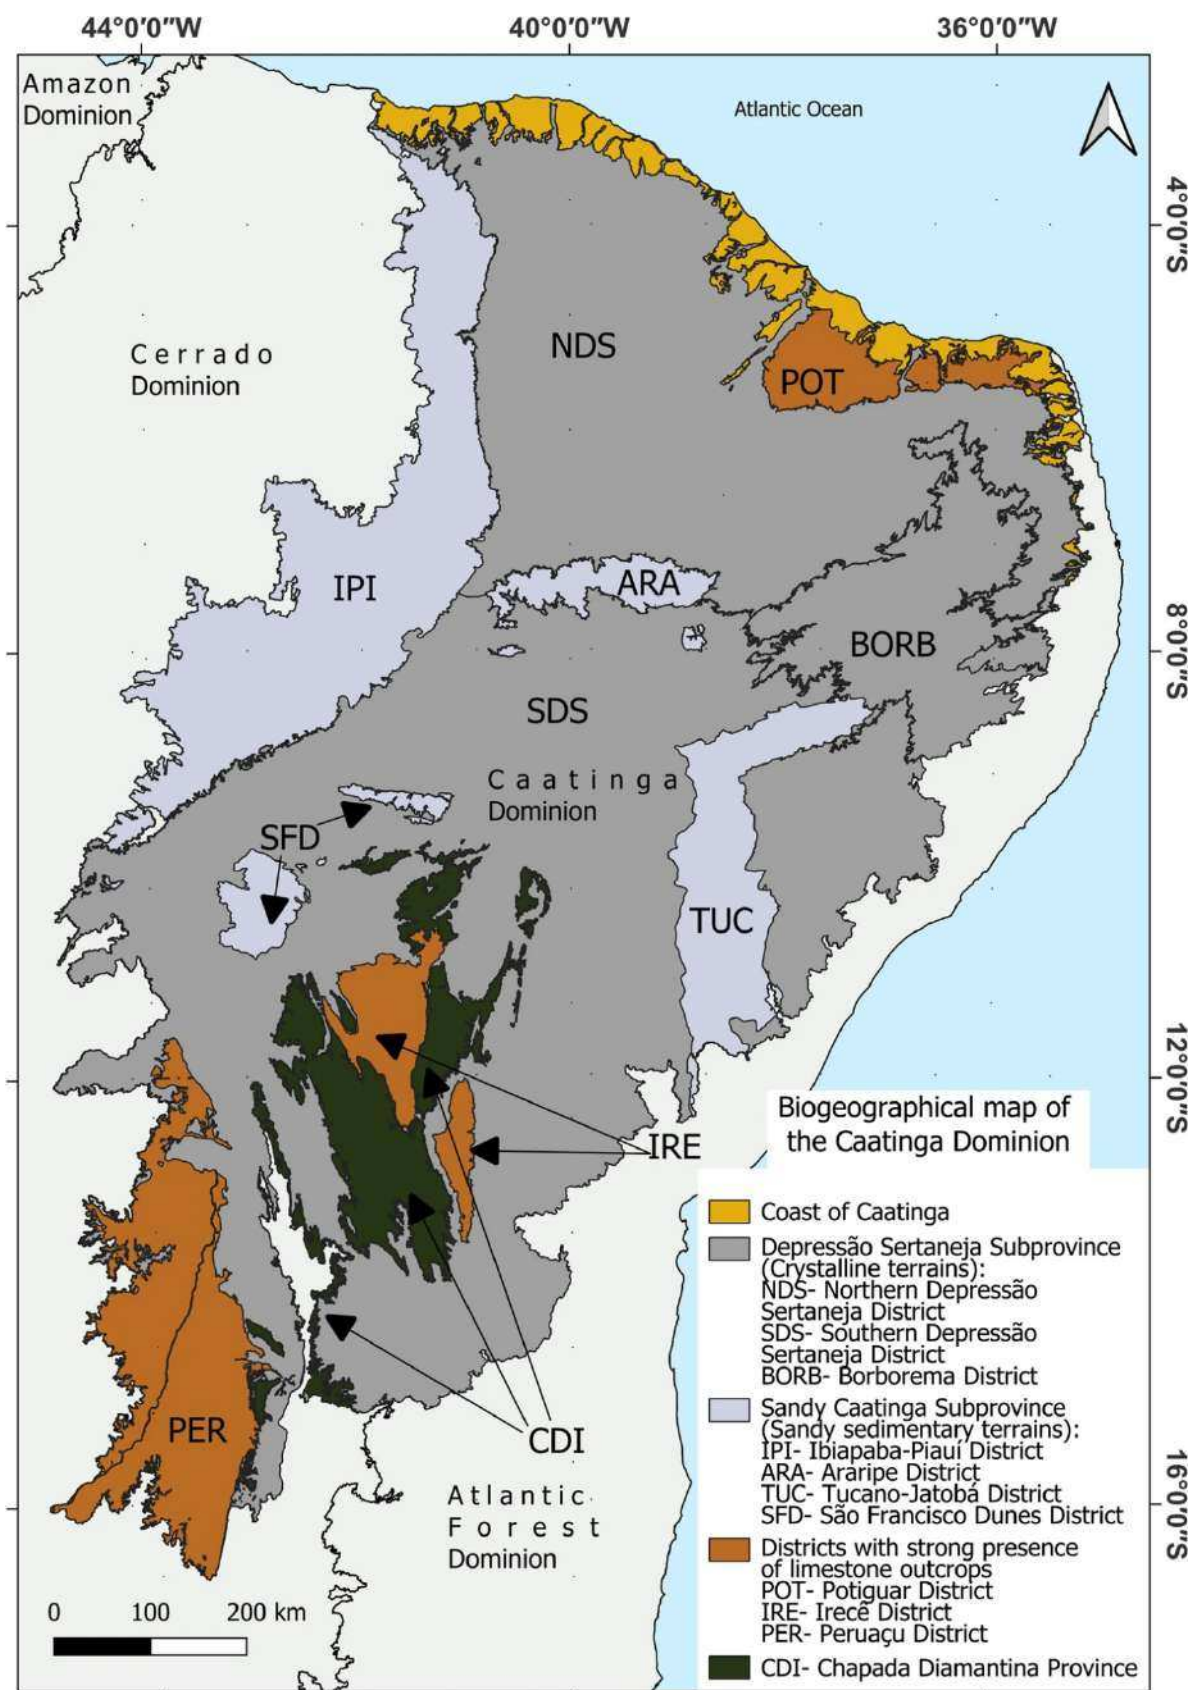 44°0'0"W
40°0'0"W
36°0'0"W
Amazon
Dominion
Atlantic Ocean
4°0'0"S
Cerrado
Dominion
NDS
POT
IPI
ARA
BORB
8°0'0"S
SDS
Caatinga
Dominion
SFD
TUC
12°0'0"S
IRE
PER
CDI
Atlantic
Forest
Dominion
16°0'0"S
0 100 200 km
Biogeographical map of
the Caatinga Dominion
Coast of Caatinga
Depressão Sertaneja Subprovince
(Crystalline terrains):
NDS- Northern Depressão
Sertaneja District
SDS- Southern Depressão
Sertaneja District
BORB- Borborema District
Sandy Caatinga Subprovince
(Sandy sedimentary terrains):
IPI- Ibiapaba-Piauí District
ARA- Araripe District
TUC- Tucano-Jatobá District
SFD- São Francisco Dunes District
Districts with strong presence
of limestone outcrops
POT- Potiguar District
IRE- Irecê District
PER- Peruaçu District
CDI- Chapada Diamantina Province